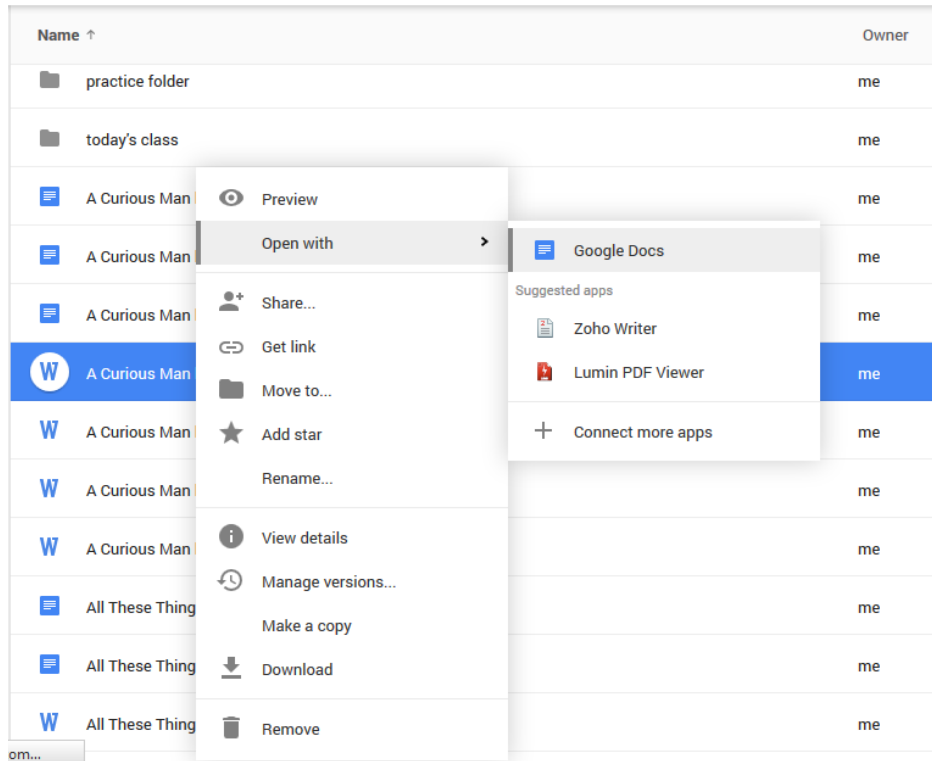 Name ↑ Owner
practice folder me
today's class me
A Curious Man me
A Curious Man me
A Curious Man me
A Curious Man me
A Curious Man me
A Curious Man me
A Curious Man me
All These Thing me
All These Thing me
All These Thing me
om...
Preview
Open with
Share...
Get link
Move to...
Add star
Rename...
View details
Manage versions...
Make a copy
Download
Remove
Google Docs
Suggested apps
Zoho Writer
Lumin PDF Viewer
Connect more apps